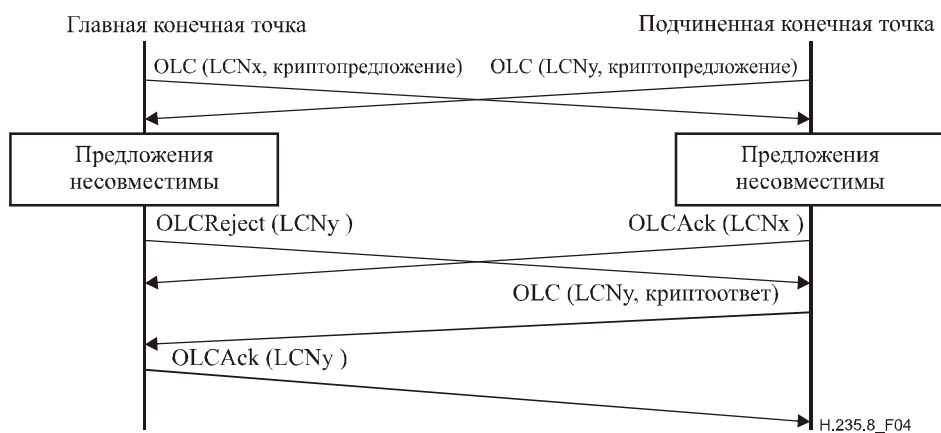 Главная конечная точка
Подчиненная конечная точка
OLC (LCNx, криптопредложение)
OLC (LCNy, криптопредложение)
Предложения
несовместимы
Предложения
несовместимы
OLCReject (LCNy )
OLCAck (LCNx )
OLC (LCNy, криптоответ)
OLCAck (LCNy )
H.235.8_F04